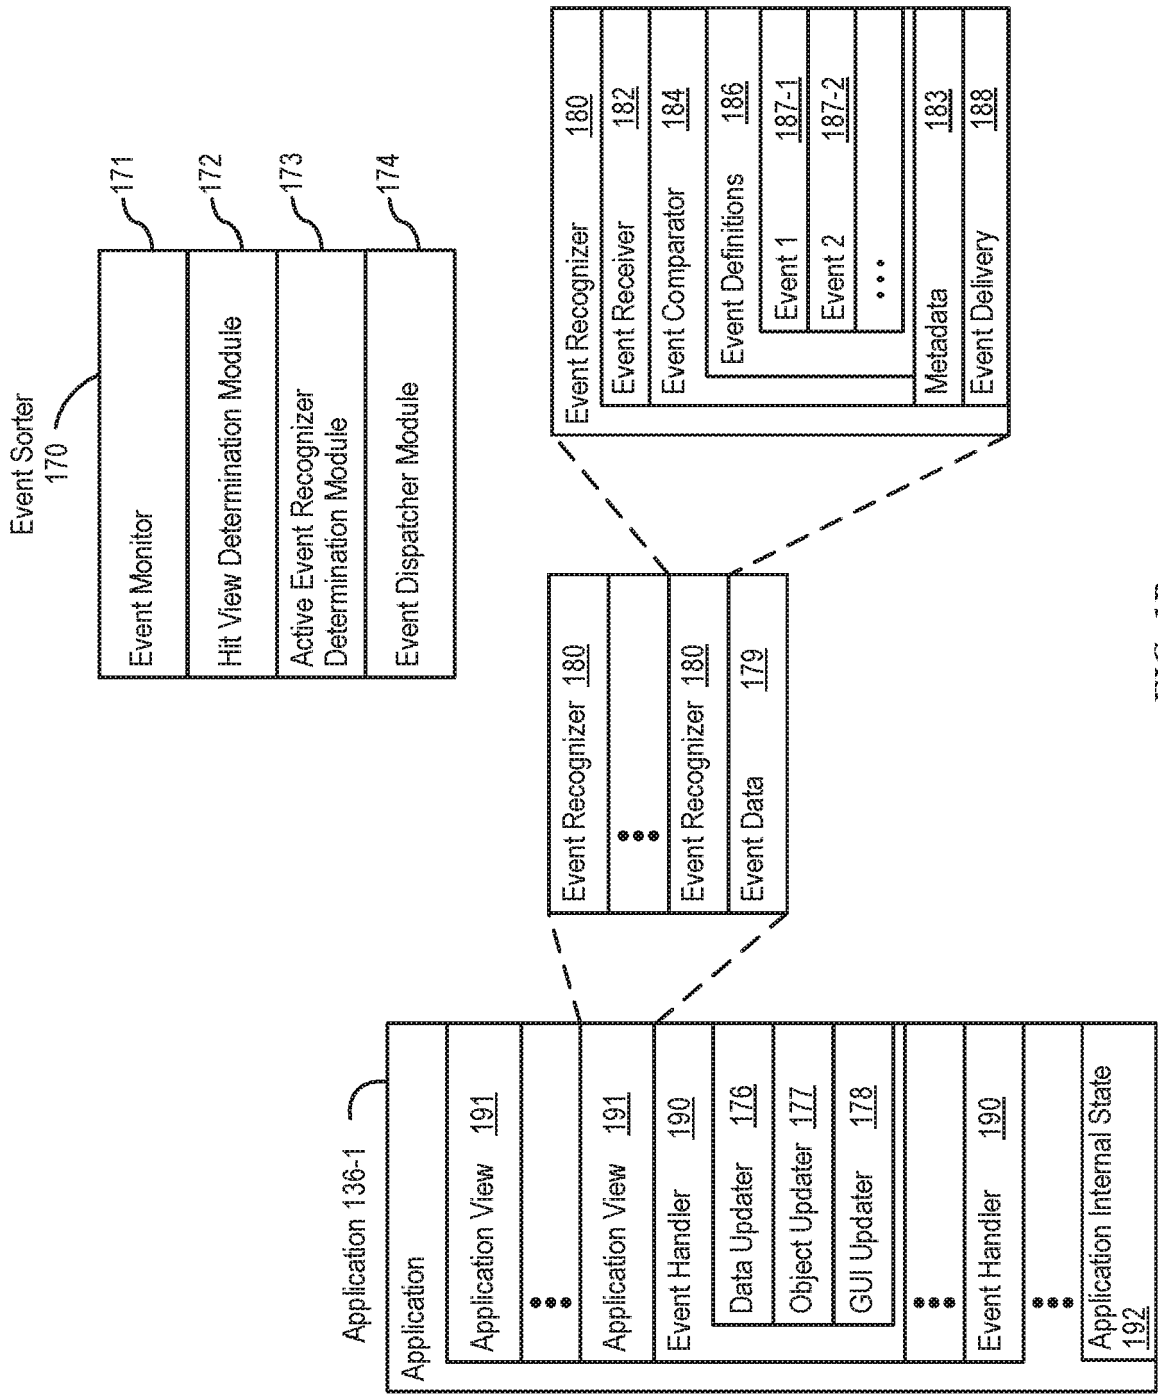 Event Sorter
170
Event Monitor
171
Hit View Determination Module
172
Active Event Recognizer
Determination Module
173
Event Dispatcher Module
174
Application 136-1
Application
Application View 191
Application View 191
Event Handler 190
Data Updater 176
Object Updater 177
GUI Updater 178
Event Handler 190
Application Internal State
192
Event Recognizer 180
Event Recognizer 180
Event Data 179
Event Recognizer 180
Event Receiver 182
Event Comparator 184
Event Definitions 186
Event 1 187-1
Event 2 187-2
Metadata 183
Event Delivery 188